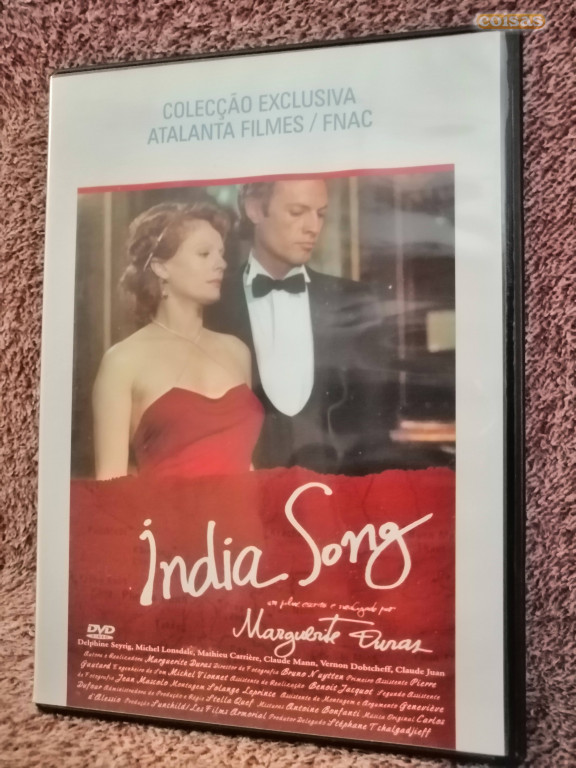 coisas
COLECÇÃO EXCLUSIVA
ATALANTA FILMES / FNAC
India Song
um filme escrito e realizado por
Marguerite Duras
DVD
Delphine Seyrig, Michel Lonsdale, Mathieu Carrière, Claude Mann, Vernon Dobtcheff, Claude Juan
Autora e Realizadora Marguerite Duras Director de Fotografia Bruno Nuytten Primeiro Assistente Pierre
Gautard Engenheiro de Som Michel Vionnet Assistente de Realização Benoit Jacquot Segundo Assistente
de Fotografia Jean Mascolo Montagem Solange Leprince Assistente de Montagem e Argumento Geneviève
Dufour Administradora de Produção e Régie Stella Quef Misturas Antoine Bonfanti Música Original Carlos
d'Alessio Produção Sunchild/Les Films Armorial Produtor Delegado Stéphane Tchalgadjieff